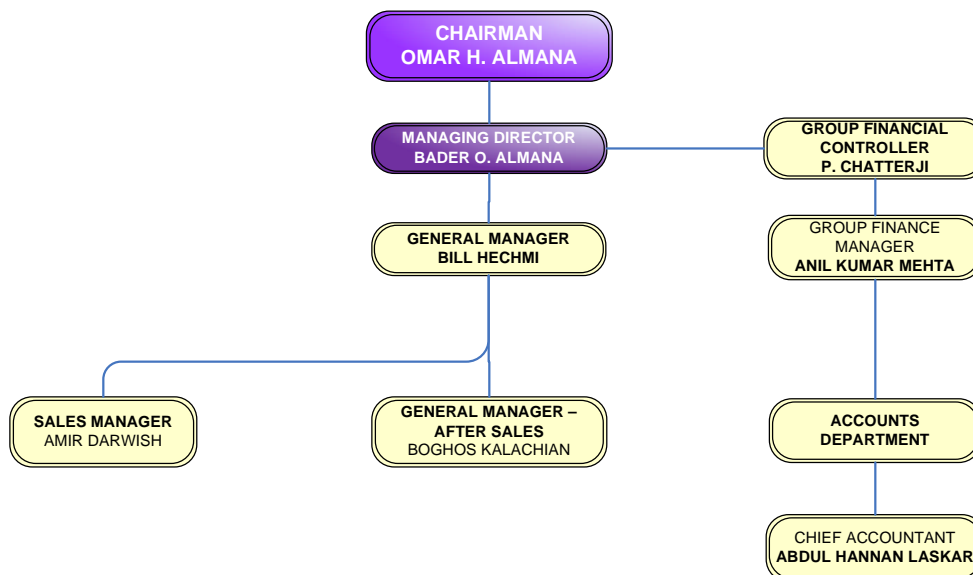 CHAIRMAN
OMAR H. ALMANA
MANAGING DIRECTOR
BADER O. ALMANA
GROUP FINANCIAL
CONTROLLER
P. CHATTERJI
GENERAL MANAGER
BILL HECHMI
GROUP FINANCE
MANAGER
ANIL KUMAR MEHTA
SALES MANAGER
AMIR DARWISH
GENERAL MANAGER –
AFTER SALES
BOGHOS KALACHIAN
ACCOUNTS
DEPARTMENT
CHIEF ACCOUNTANT
ABDUL HANNAN LASKAR